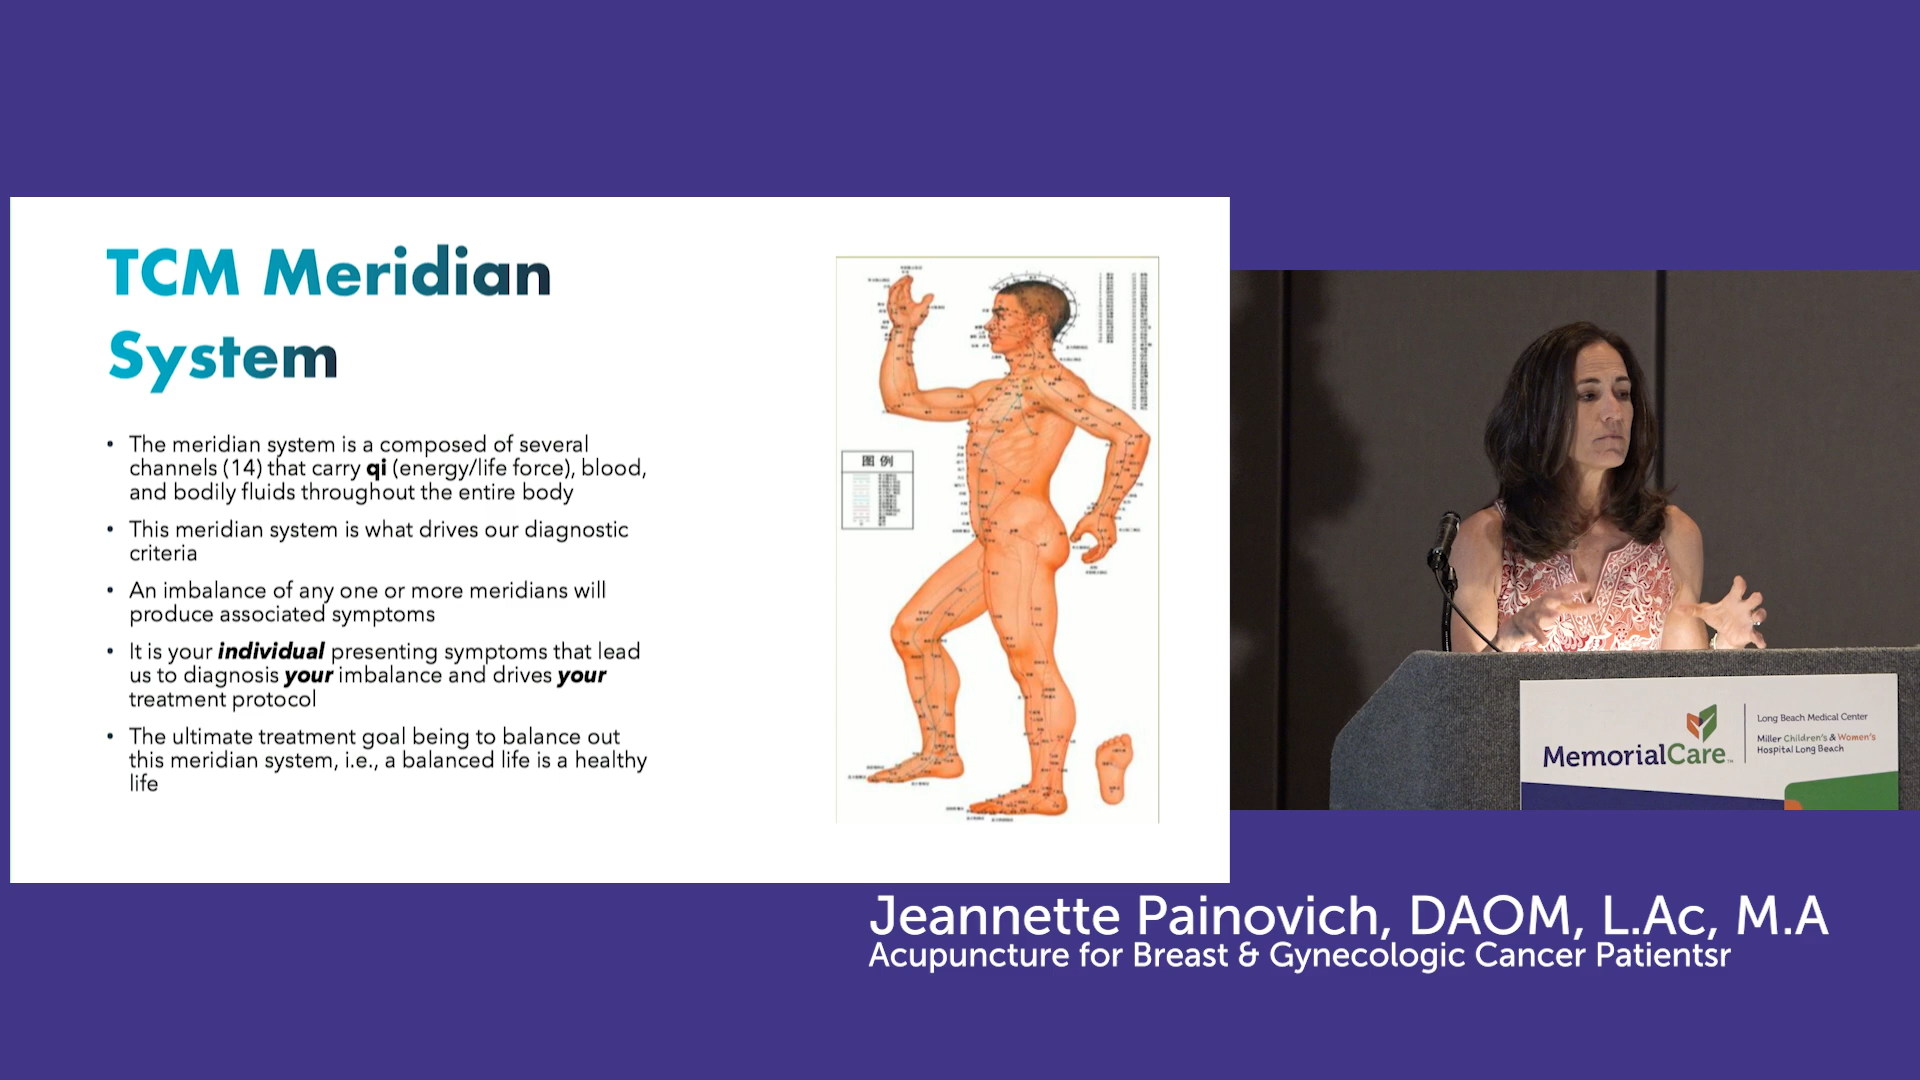 TCM Meridian
System
• The meridian system is a composed of several
channels (14) that carry qi (energy/life force), blood,
and bodily fluids throughout the entire body
• This meridian system is what drives our diagnostic
criteria
• An imbalance of any one or more meridians will
produce associated symptoms
• It is your individual presenting symptoms that lead
us to diagnosis your imbalance and drives your
treatment protocol
• The ultimate treatment goal being to balance out
this meridian system, i.e., a balanced life is a healthy
life
图 例
MemorialCare™
Long Beach Medical Center
Miller Children's & Women's
Hospital Long Beach
Jeannette Painovich, DAOM, L.Ac, M.A
Acupuncture for Breast & Gynecologic Cancer Patientsr